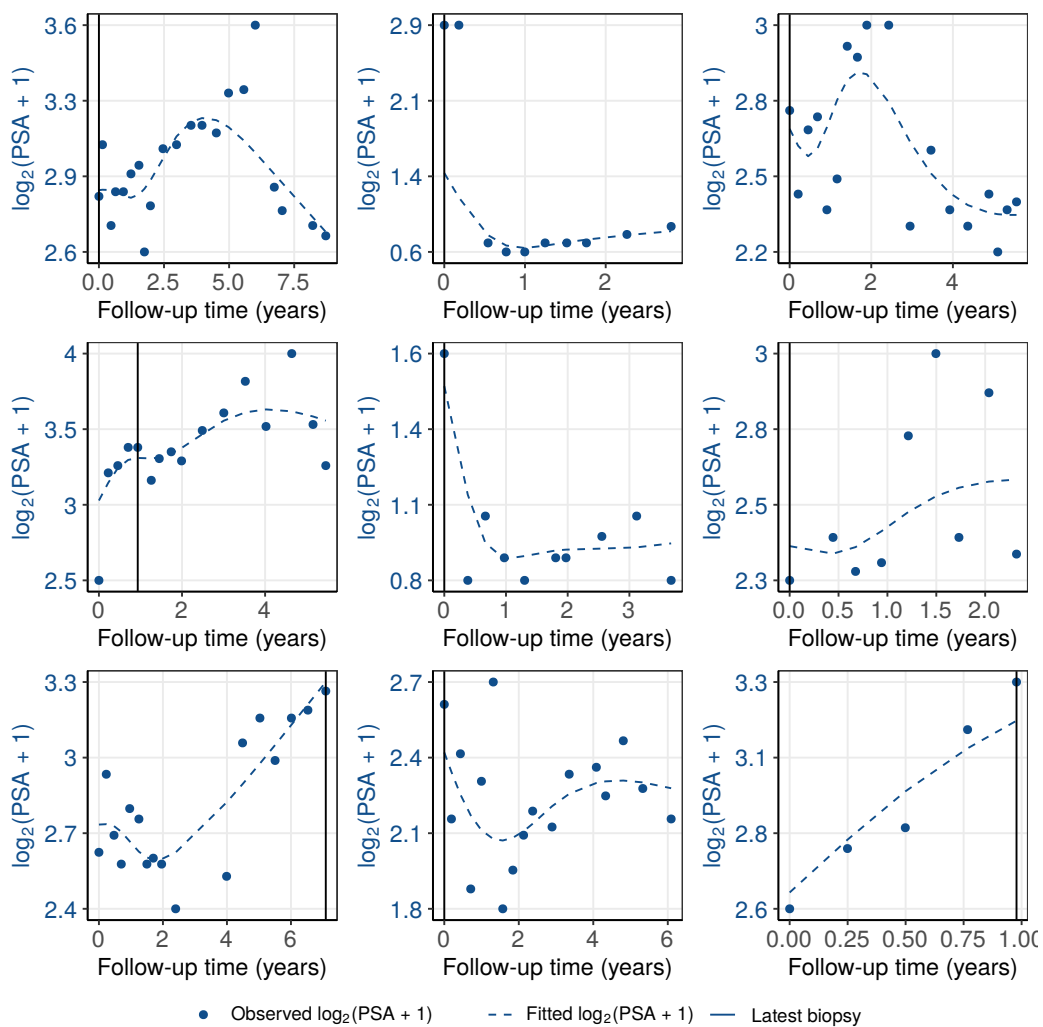 3.6
3.3
2.9
2.6
log₂(PSA + 1)
0.0 2.5 5.0 7.5
Follow-up time (years)
2.9
2.1
1.4
0.6
log₂(PSA + 1)
0 1 2
Follow-up time (years)
3
2.8
2.5
2.2
log₂(PSA + 1)
0 2 4
Follow-up time (years)
4
3.5
3
2.5
log₂(PSA + 1)
0 2 4
Follow-up time (years)
1.6
1.4
1.1
0.8
log₂(PSA + 1)
0 1 2 3
Follow-up time (years)
3
2.8
2.5
2.3
log₂(PSA + 1)
0.0 0.5 1.0 1.5 2.0
Follow-up time (years)
3.3
3
2.7
2.4
log₂(PSA + 1)
0 2 4 6
Follow-up time (years)
2.7
2.4
2.1
1.8
log₂(PSA + 1)
0 2 4 6
Follow-up time (years)
3.3
3.1
2.8
2.6
log₂(PSA + 1)
0.00 0.25 0.50 0.75 1.00
Follow-up time (years)
Observed log₂(PSA + 1) Fitted log₂(PSA + 1) Latest biopsy